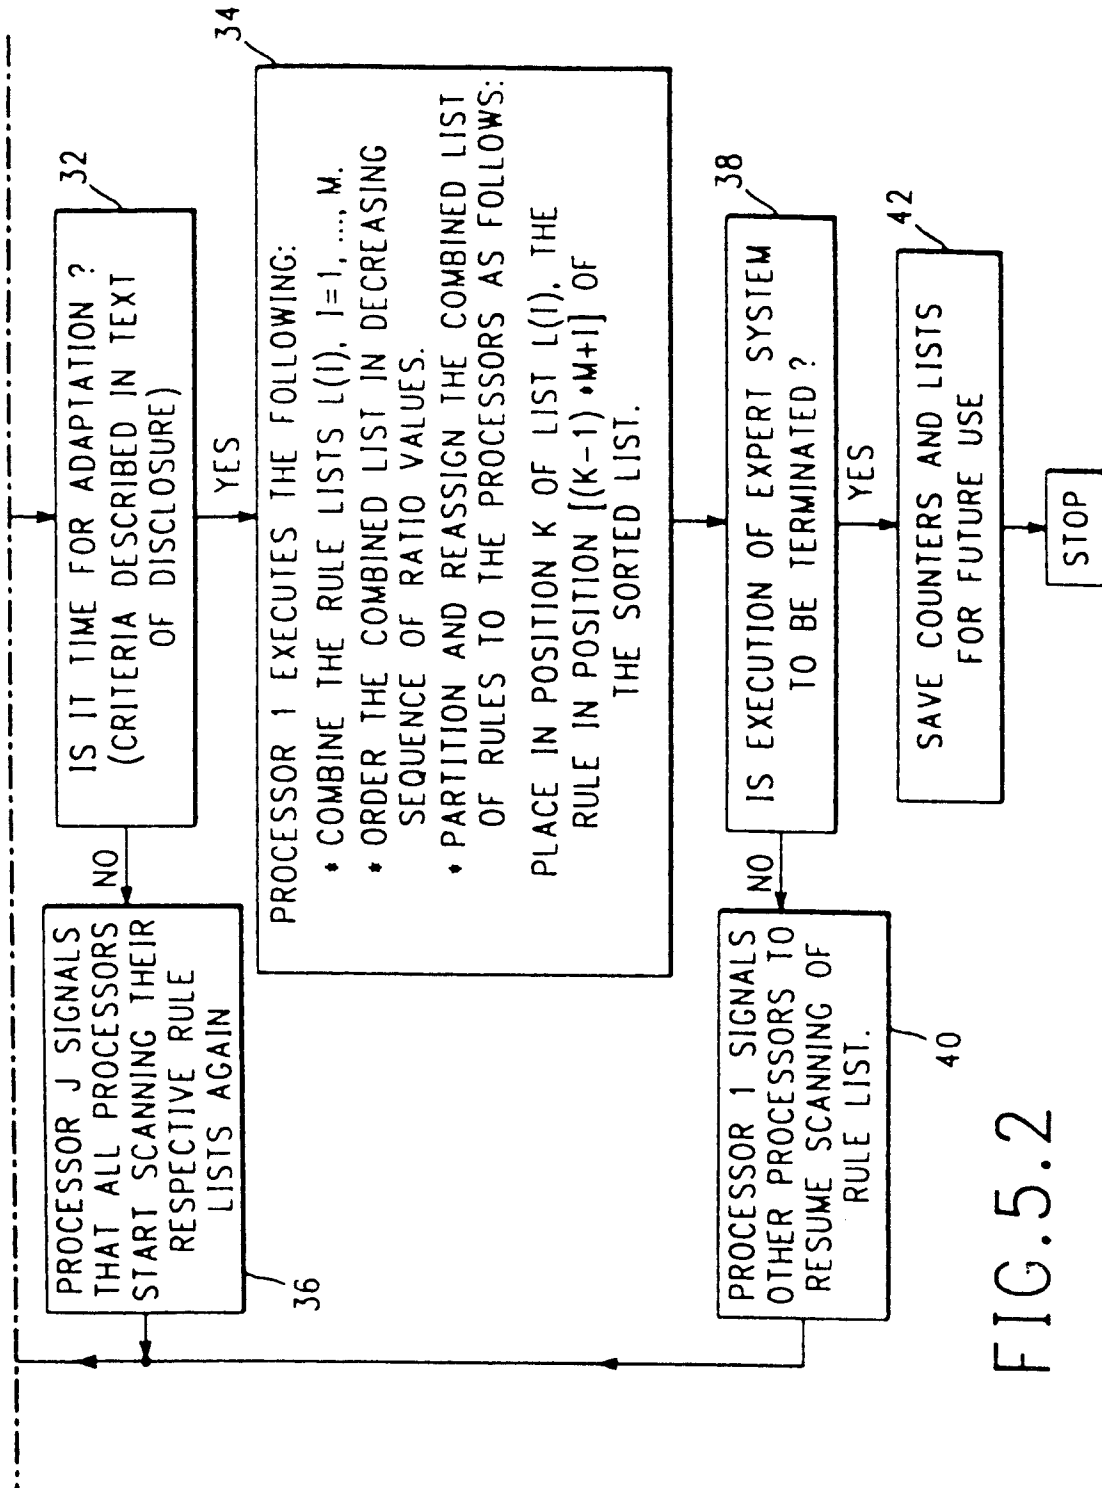 32
IS IT TIME FOR ADAPTATION ?
(CRITERIA DESCRIBED IN TEXT
OF DISCLOSURE)
NO
YES
PROCESSOR J SIGNALS
THAT ALL PROCESSORS
START SCANNING THEIR
RESPECTIVE RULE
LISTS AGAIN
36
34
PROCESSOR 1 EXECUTES THE FOLLOWING:
* COMBINE THE RULE LISTS L(I), I=1, ..., M.
* ORDER THE COMBINED LIST IN DECREASING
SEQUENCE OF RATIO VALUES.
* PARTITION AND REASSIGN THE COMBINED LIST
OF RULES TO THE PROCESSORS AS FOLLOWS:
PLACE IN POSITION K OF LIST L(I), THE
RULE IN POSITION [(K-1) *M+I] OF
THE SORTED LIST.
38
IS EXECUTION OF EXPERT SYSTEM
TO BE TERMINATED ?
NO
YES
PROCESSOR 1 SIGNALS
OTHER PROCESSORS TO
RESUME SCANNING OF
RULE LIST.
40
42
SAVE COUNTERS AND LISTS
FOR FUTURE USE
STOP
FIG.5.2